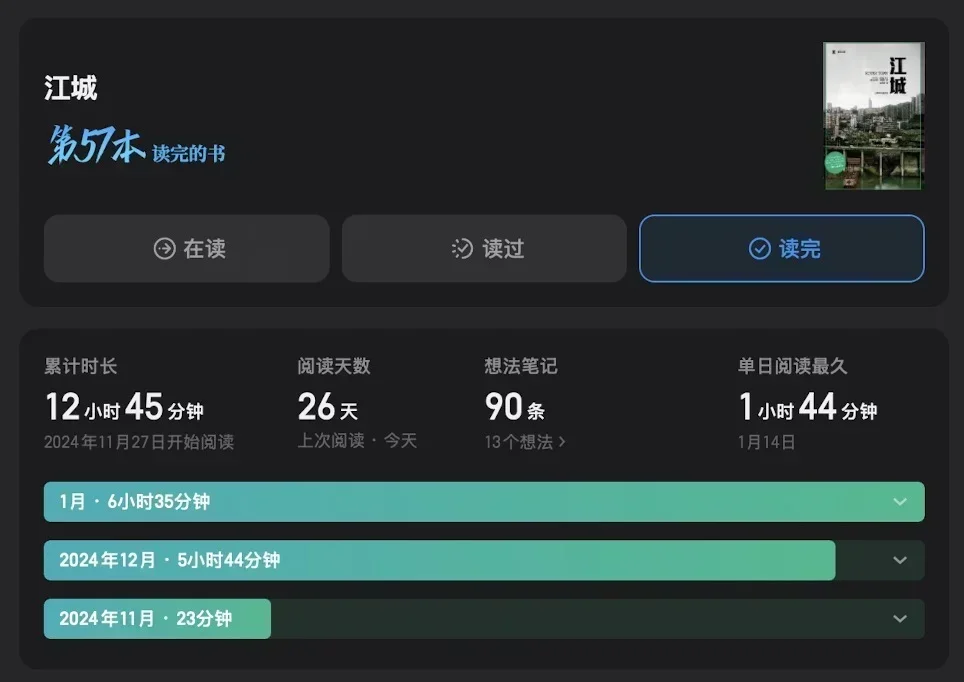 江城
第57本 读完的书
江城
在读 读过 读完
累计时长 阅读天数 想法笔记 单日阅读最久
12小时45分钟 26天 90条 1小时44分钟
2024年11月27日开始阅读 上次阅读 · 今天 13个想法 1月14日
1月 · 6小时35分钟
2024年12月 · 5小时44分钟
2024年11月 · 23分钟